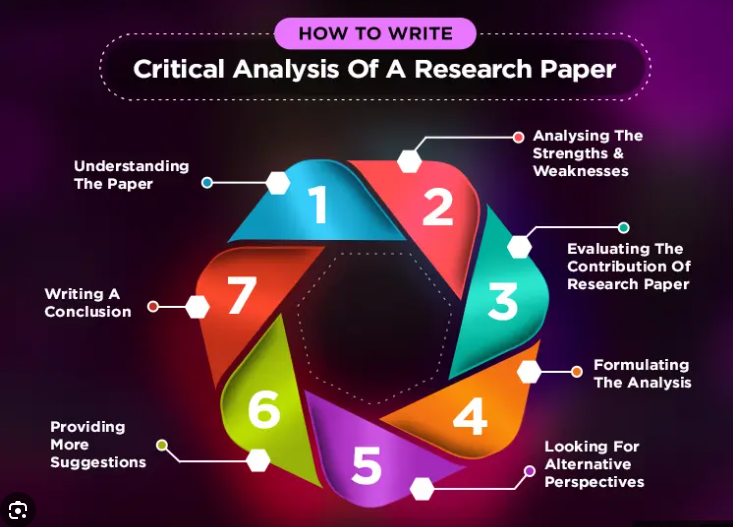 HOW TO WRITE
Critical Analysis Of A Research Paper
1
Understanding
The Paper
2
Analysing The
Strengths &
Weaknesses
3
Evaluating The
Contribution Of
Research Paper
4
Formulating
The Analysis
5
Looking For
Alternative
Perspectives
6
Providing
More
Suggestions
7
Writing A
Conclusion